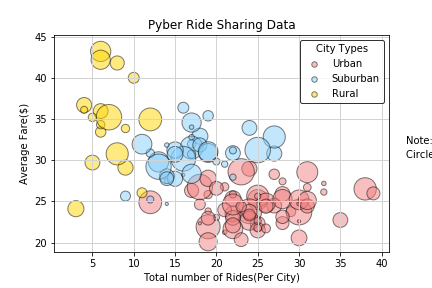 Pyber Ride Sharing Data
City Types
Urban
Suburban
Rural
Note:
Circle
Average Fare($)
45
40
35
30
25
20
5 10 15 20 25 30 35 40
Total number of Rides(Per City)